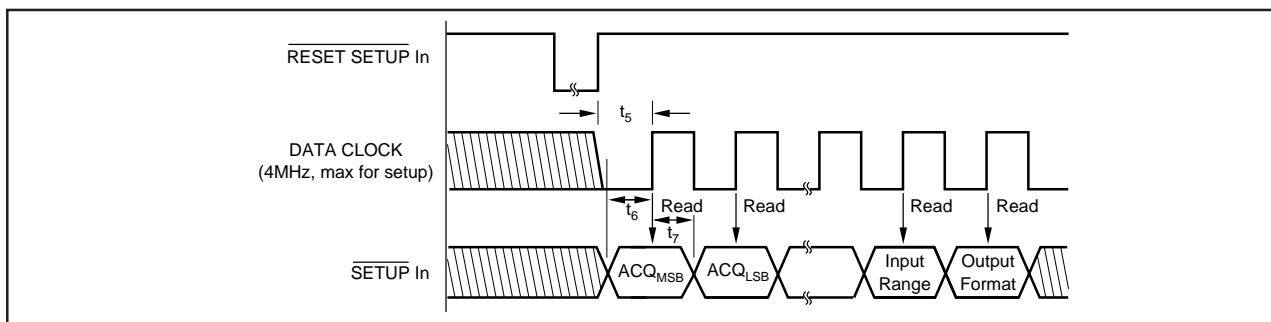 RESET SETUP In
t5
DATA CLOCK
(4MHz, max for setup)
t6
Read
Read
Read
Read
t7
SETUP In
ACQMSB
ACQLSB
Input
Range
Output
Format